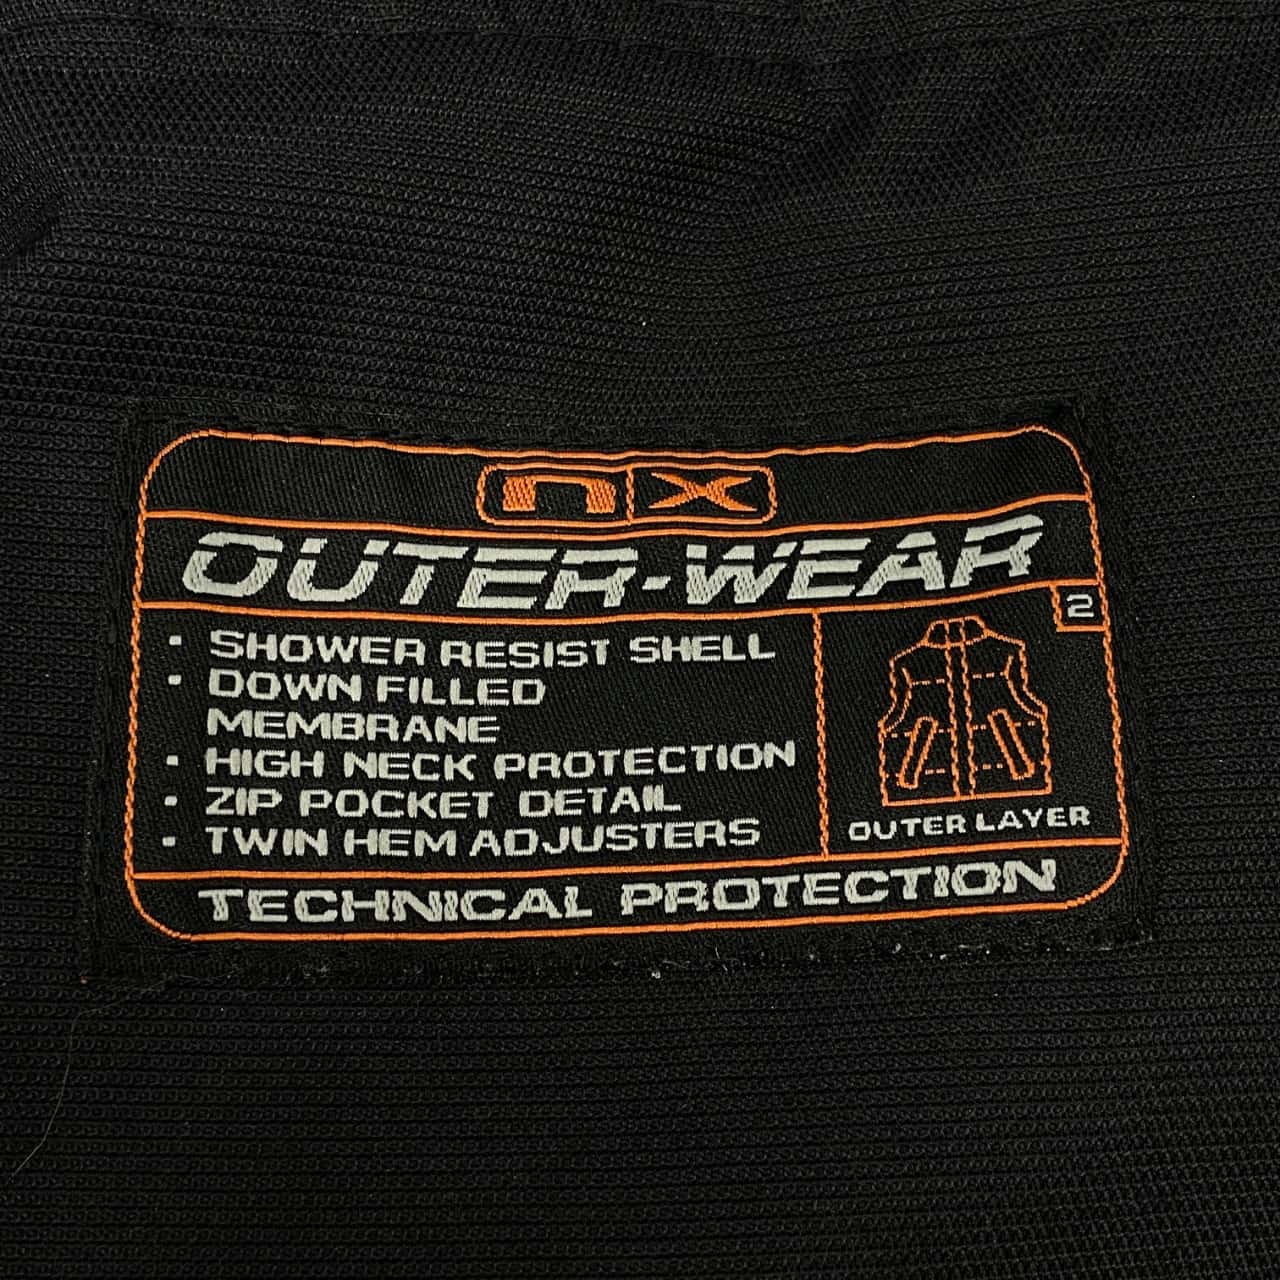 nx
OUTER-WEAR
2
· SHOWER RESIST SHELL
· DOWN FILLED
MEMBRANE
· HIGH NECK PROTECTION
· ZIP POCKET DETAIL
· TWIN HEM ADJUSTERS
OUTER LAYER
TECHNICAL PROTECTION